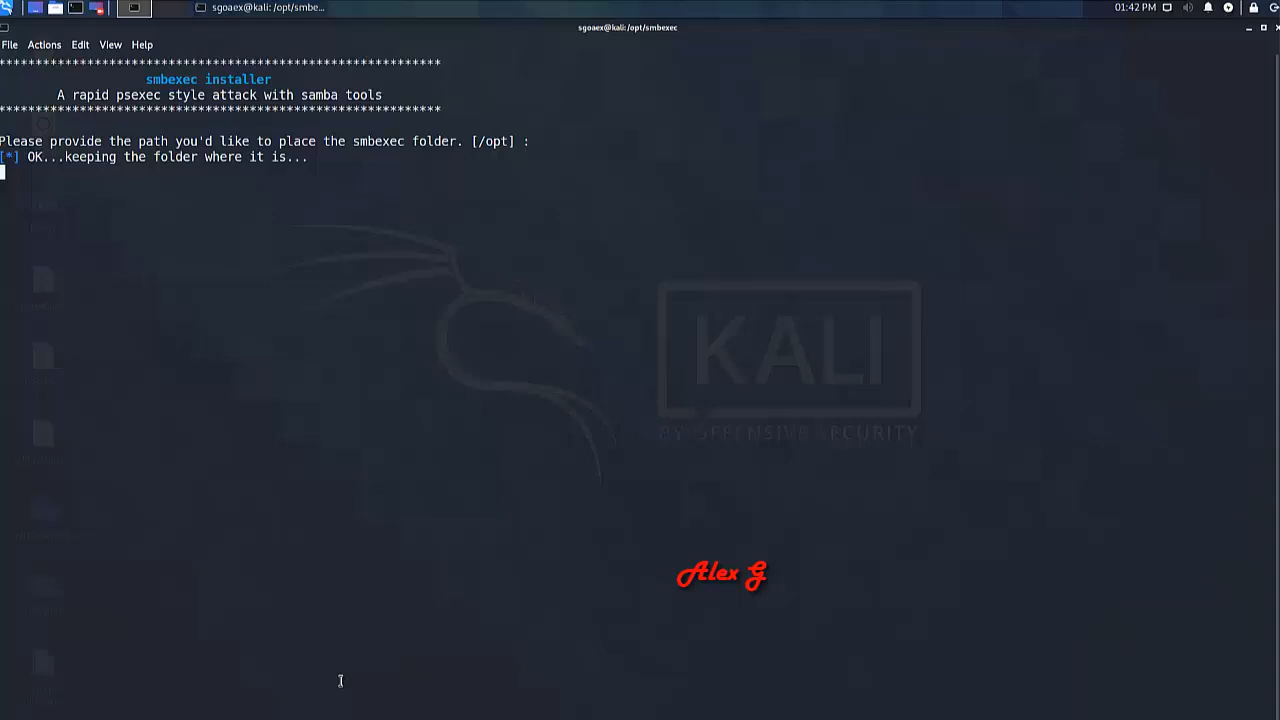 sgoaex@kali: /opt/smbe...
01:42 PM
sgoaex@kali:/opt/smbexec
File Actions Edit View Help
********************************************************
smbexec installer
A rapid psexec style attack with samba tools
********************************************************
Please provide the path you'd like to place the smbexec folder. [/opt] :
[*] OK...keeping the folder where it is...
KALI
BY OFFENSIVE SECURITY
Alex G